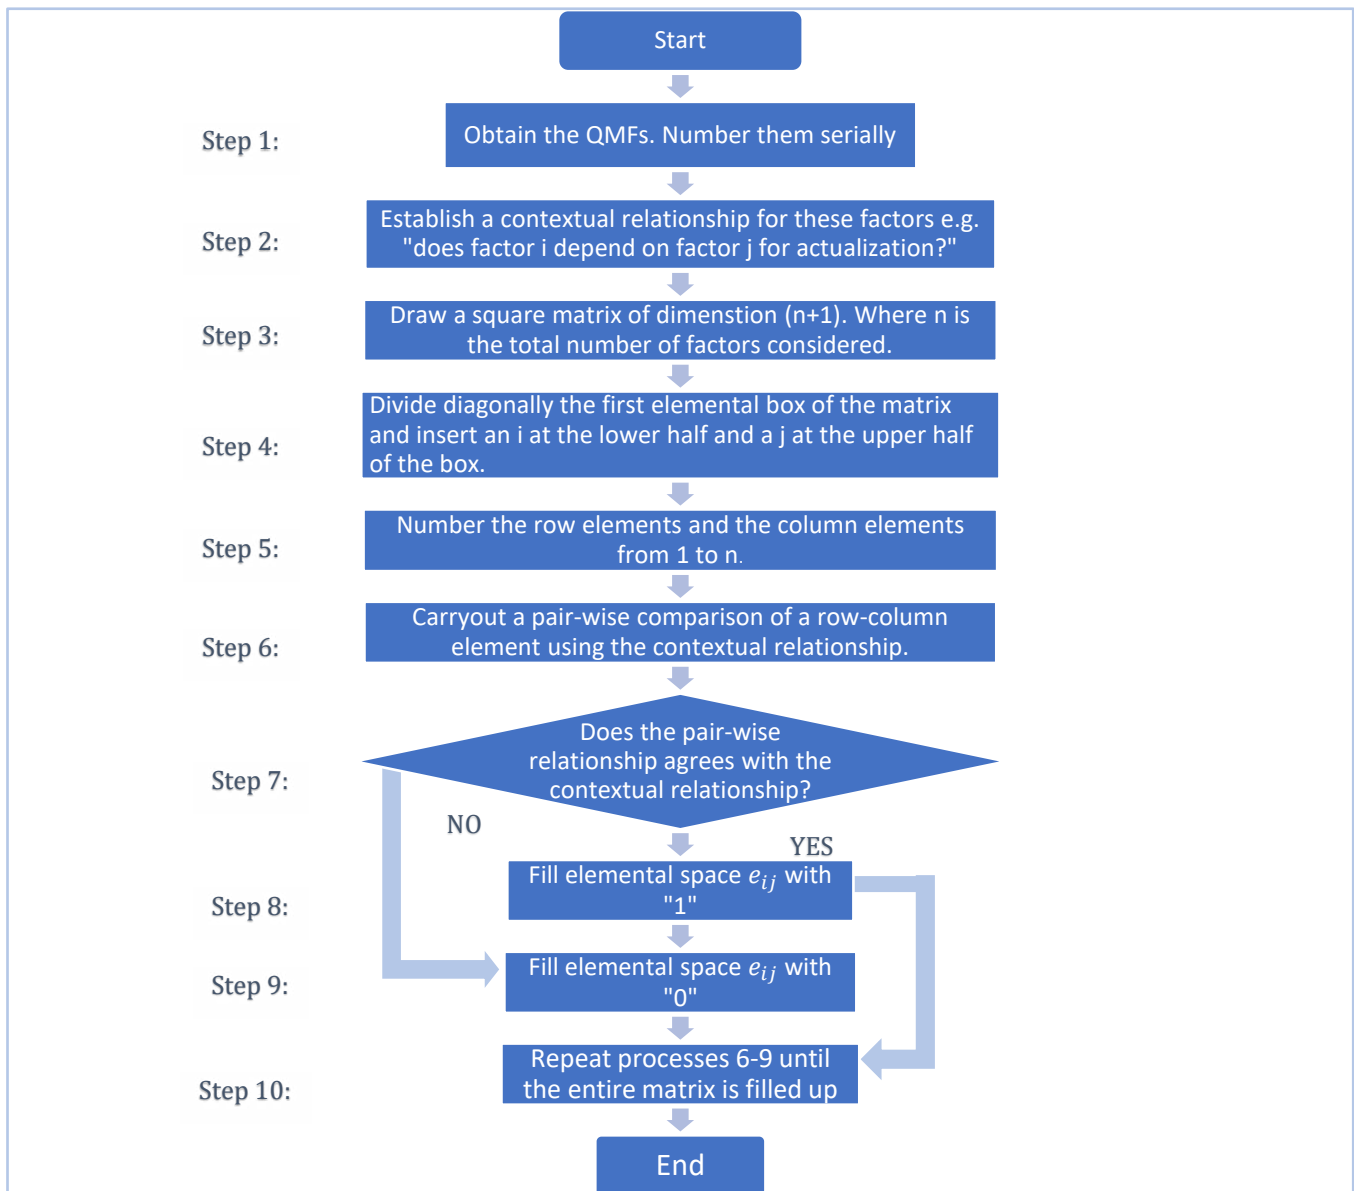 Start
Step 1:
Obtain the QMFs. Number them serially
Step 2:
Establish a contextual relationship for these factors e.g.
"does factor i depend on factor j for actualization?"
Step 3:
Draw a square matrix of dimenstion (n+1). Where n is
the total number of factors considered.
Step 4:
Divide diagonally the first elemental box of the matrix
and insert an i at the lower half and a j at the upper half
of the box.
Step 5:
Number the row elements and the column elements
from 1 to n.
Step 6:
Carryout a pair-wise comparison of a row-column
element using the contextual relationship.
Step 7:
Does the pair-wise
relationship agrees with the
contextual relationship?
NO
YES
Step 8:
Fill elemental space $e_{ij}$ with
"1"
Step 9:
Fill elemental space $e_{ij}$ with
"0"
Step 10:
Repeat processes 6-9 until
the entire matrix is filled up
End